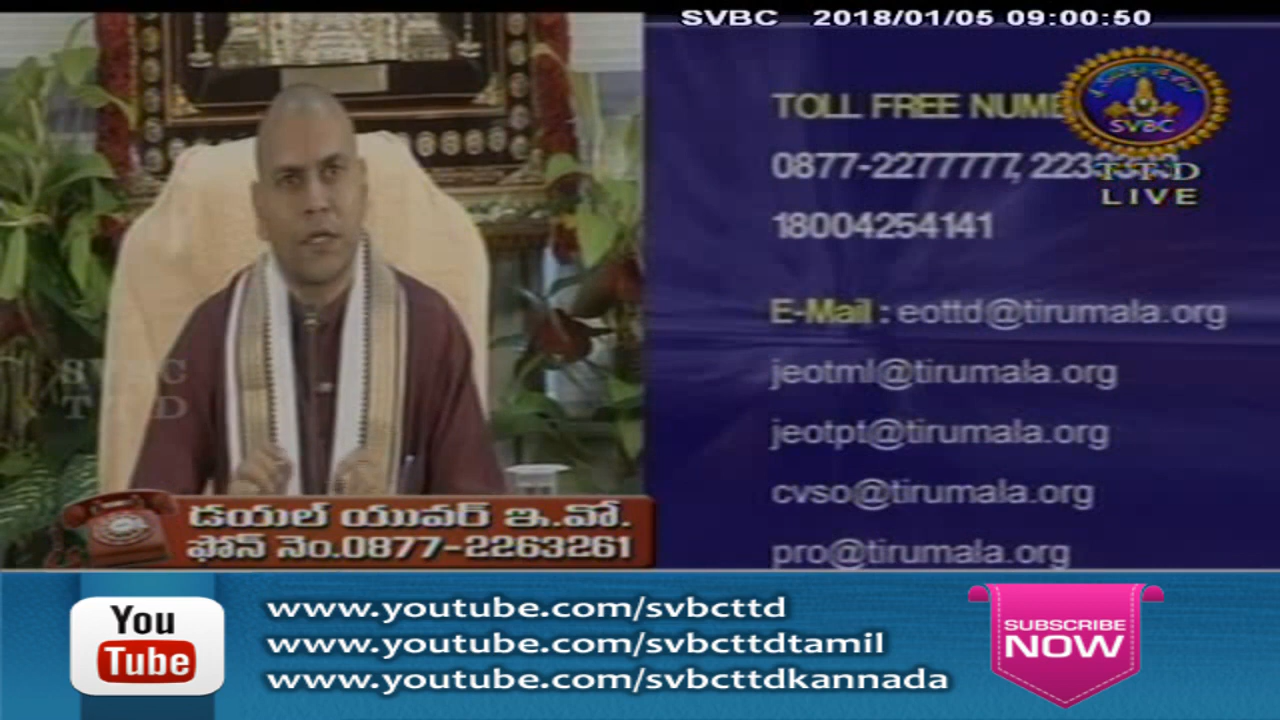 SVBC 2018/01/05 09:00:50
TOLL FREE
0877-2277777,
18004254141
SVBC
TTD
LIVE
E-Mail : eottd@tirumala.org
jeotml@tirumala.org
jeotpt@tirumala.org
cvso@tirumala.org
pro@tirumala.org
SVBC
TTD
డయల్ యువర్ ఇ.వో.
ఫోన్ నెం.0877-2263261
You
Tube
www.youtube.com/svbcttd
www.youtube.com/svbcttdtamil
www.youtube.com/svbcttdkannada
SUBSCRIBE
NOW